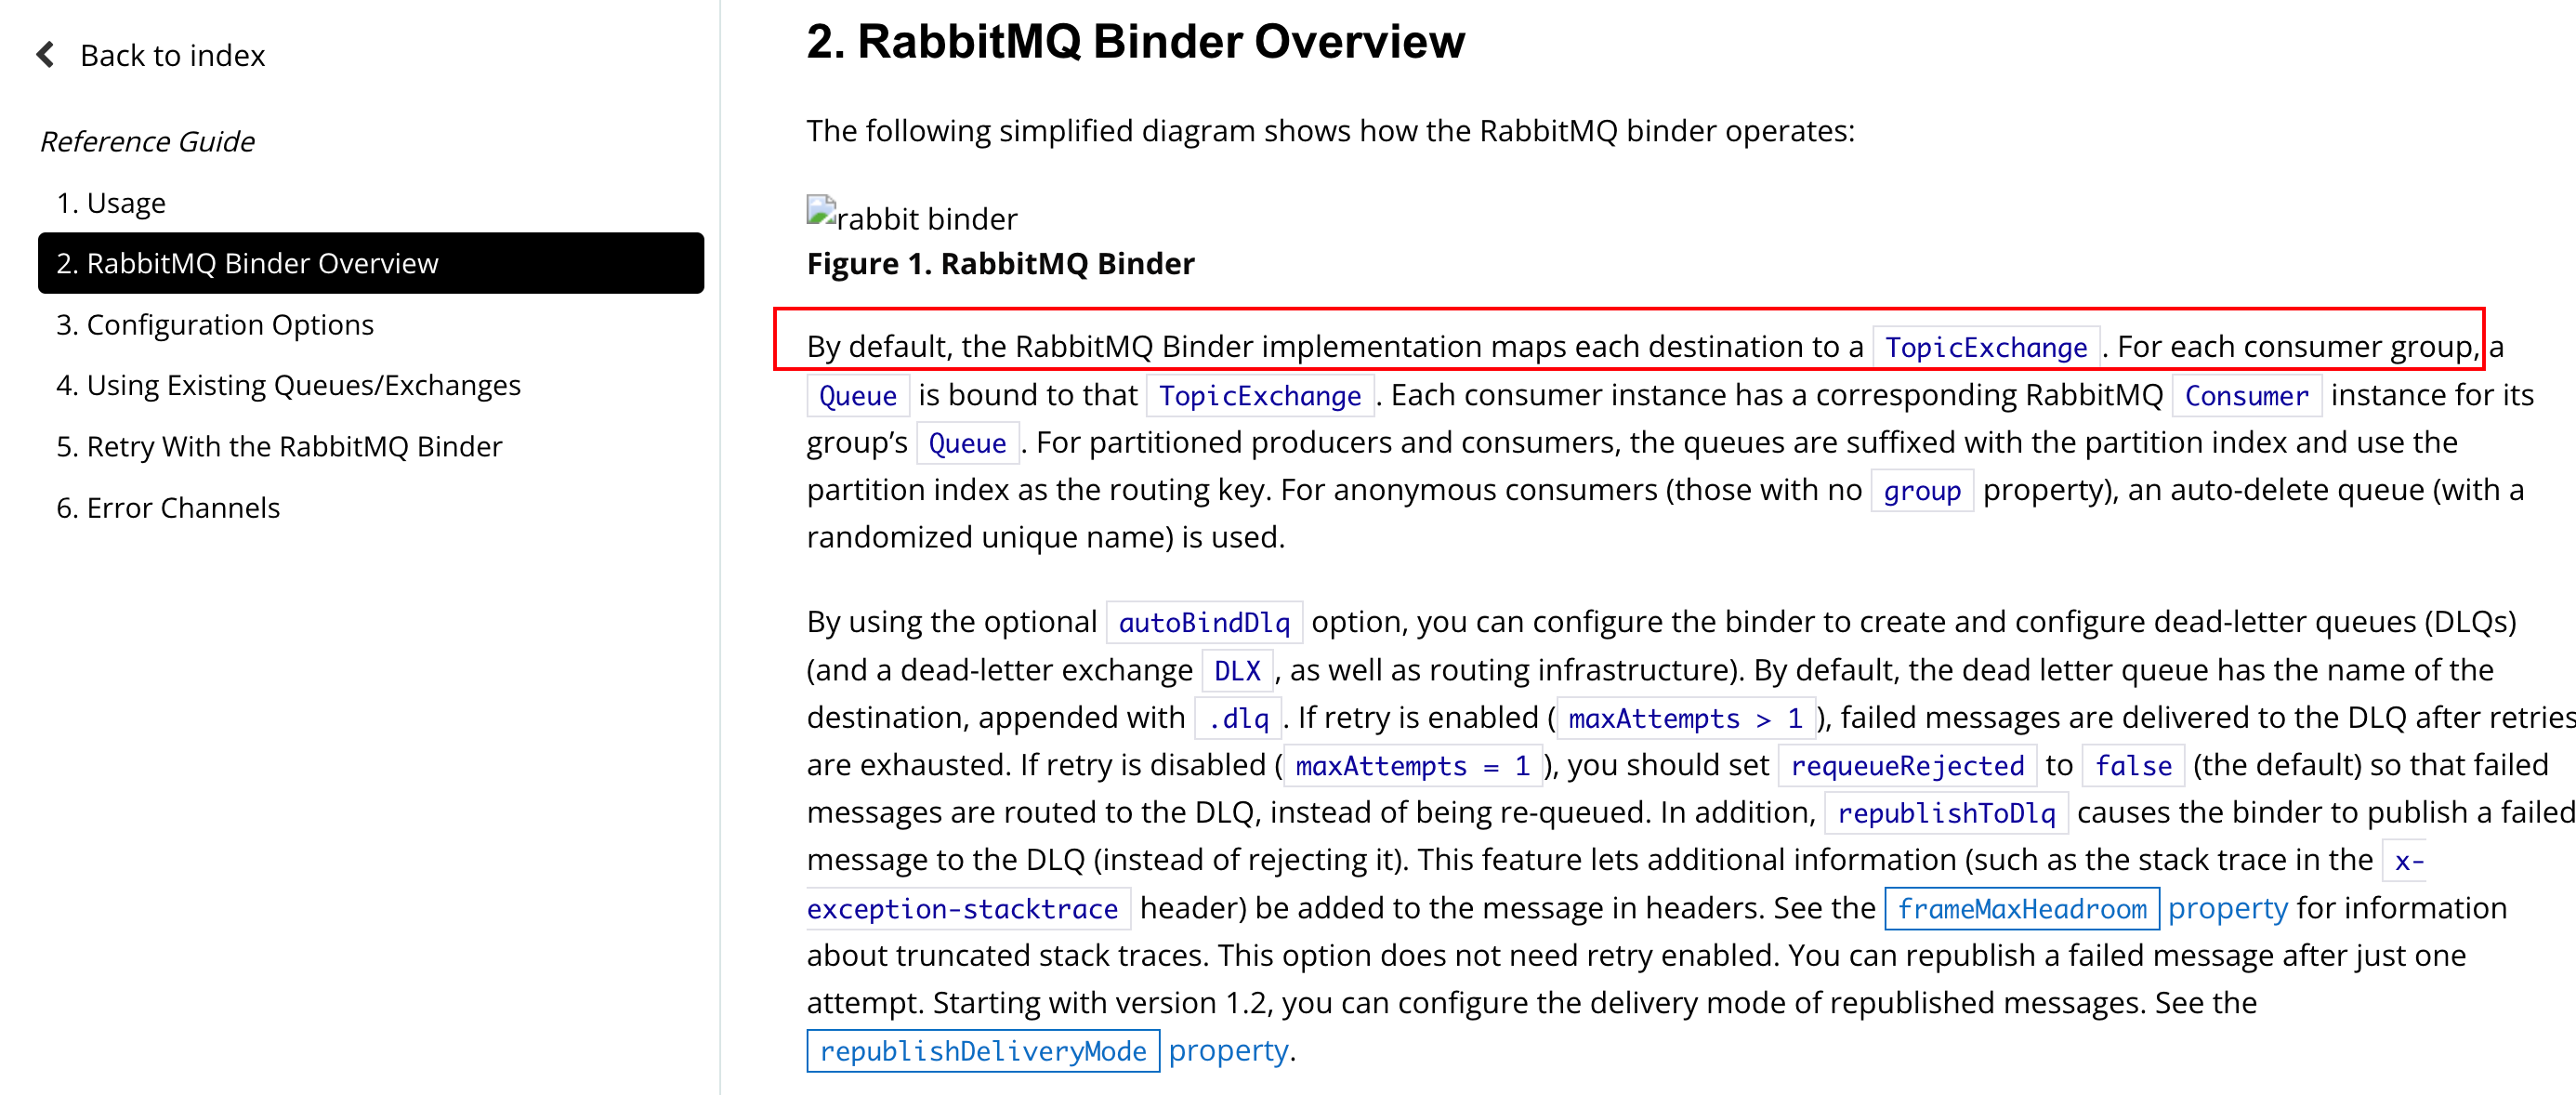 Back to index
Reference Guide
1. Usage
2. RabbitMQ Binder Overview
3. Configuration Options
4. Using Existing Queues/Exchanges
5. Retry With the RabbitMQ Binder
6. Error Channels
2. RabbitMQ Binder Overview
The following simplified diagram shows how the RabbitMQ binder operates:
rabbit binder
Figure 1. RabbitMQ Binder
By default, the RabbitMQ Binder implementation maps each destination to a TopicExchange. For each consumer group, a
Queue is bound to that TopicExchange. Each consumer instance has a corresponding RabbitMQ Consumer instance for its
group’s Queue. For partitioned producers and consumers, the queues are suffixed with the partition index and use the
partition index as the routing key. For anonymous consumers (those with no group property), an auto-delete queue (with a
randomized unique name) is used.
By using the optional autoBindDlq option, you can configure the binder to create and configure dead-letter queues (DLQs)
(and a dead-letter exchange DLX, as well as routing infrastructure). By default, the dead letter queue has the name of the
destination, appended with .dlq. If retry is enabled (maxAttempts > 1), failed messages are delivered to the DLQ after retries
are exhausted. If retry is disabled (maxAttempts = 1), you should set requeueRejected to false (the default) so that failed
messages are routed to the DLQ, instead of being re-queued. In addition, republishToDlq causes the binder to publish a failed
message to the DLQ (instead of rejecting it). This feature lets additional information (such as the stack trace in the x-
exception-stacktrace header) be added to the message in headers. See the frameMaxHeadroom property for information
about truncated stack traces. This option does not need retry enabled. You can republish a failed message after just one
attempt. Starting with version 1.2, you can configure the delivery mode of republished messages. See the
republishDeliveryMode property.